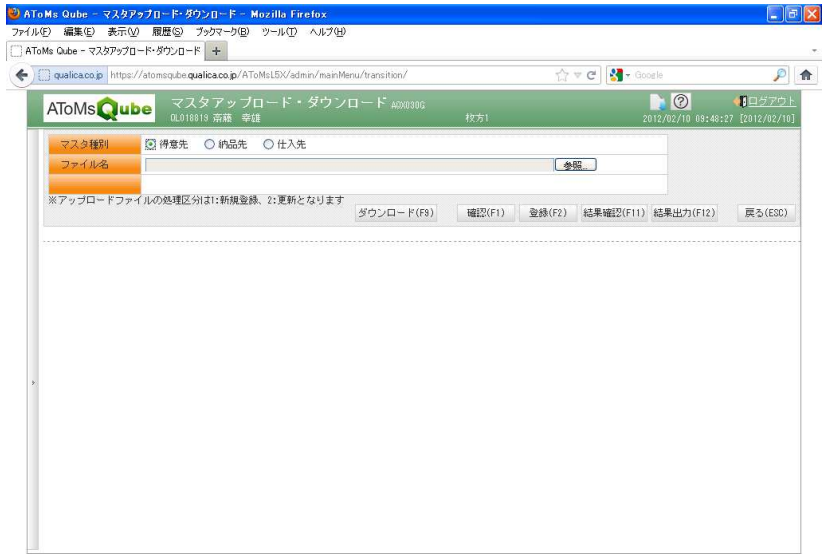 AToMs Qube - マスタアップロード・ダウンロード - Mozilla Firefox
ファイル(F) 編集(E) 表示(V) 履歴(S) ブックマーク(B) ツール(T) ヘルプ(H)
AToMs Qube - マスタアップロード・ダウンロード +
qualica.co.jp https://atomsqube.qualica.co.jp/AToMsL5X/admin/mainMenu/transition/ Google
AToMs Qube マスタアップロード・ダウンロード ログアウト
斎藤 幸雄 枚方1 2012/02/10 09:48:27 [2012/02/10]
マスタ種別 得意先 納品先 仕入先
ファイル名 参照...
※アップロードファイルの処理区分は1:新規登録、2:更新となります
ダウンロード(F9) 確認(F1) 登録(F2) 結果確認(F11) 結果出力(F12) 戻る(ESC)